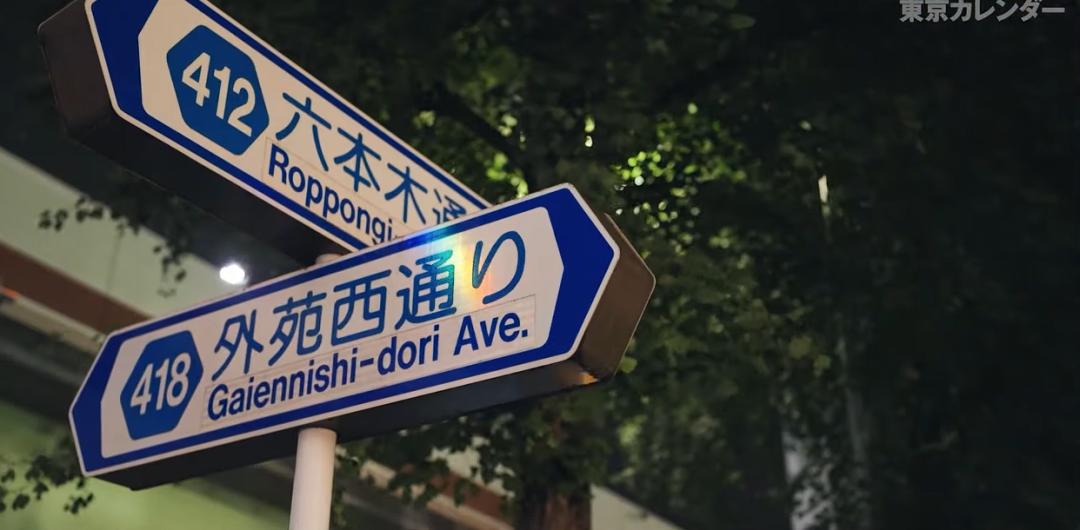 東京カレンダー
412
六本木通
Roppongi
418
外苑西通り
Gaiennishi-dori Ave.